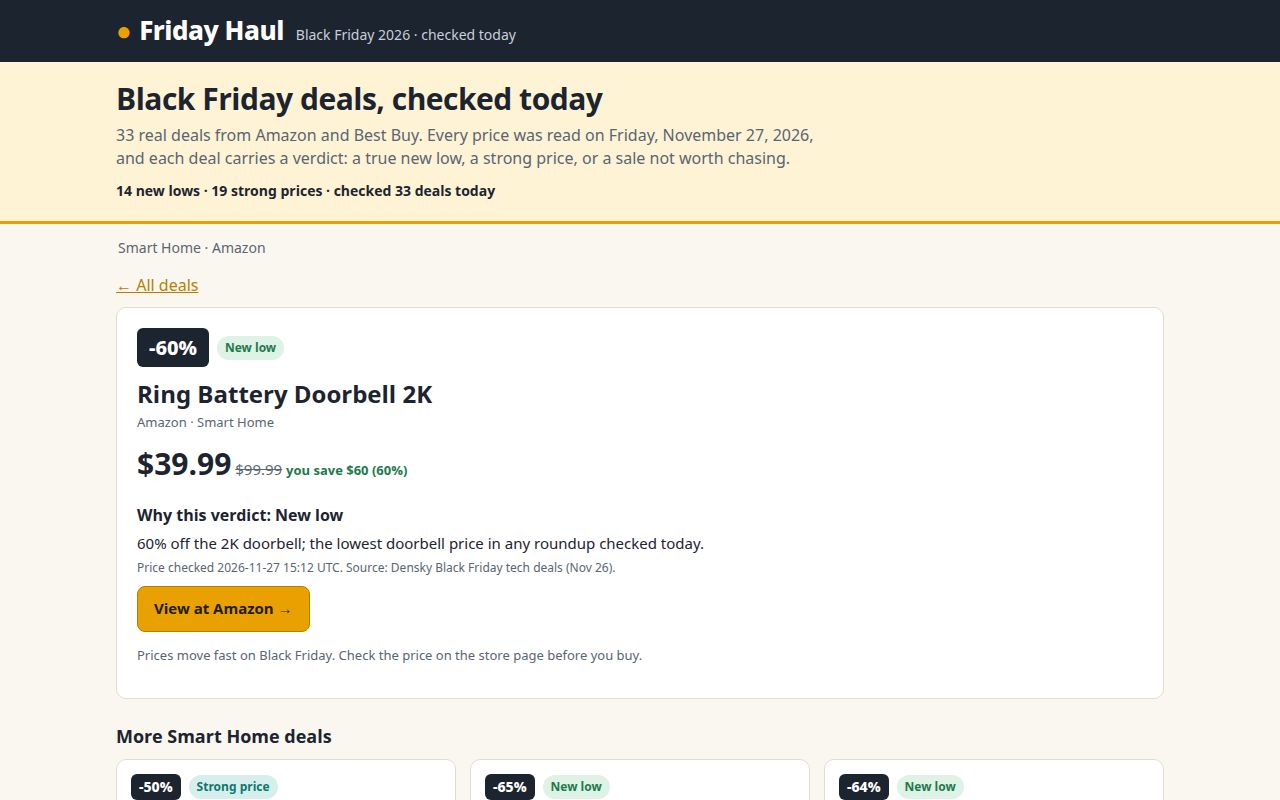 Friday Haul Black Friday 2026 · checked today
Black Friday deals, checked today
33 real deals from Amazon and Best Buy. Every price was read on Friday, November 27, 2026,
and each deal carries a verdict: a true new low, a strong price, or a sale not worth chasing.
14 new lows · 19 strong prices · checked 33 deals today
Smart Home · Amazon
← All deals
-60% New low
Ring Battery Doorbell 2K
Amazon · Smart Home
$39.99 $99.99 you save $60 (60%)
Why this verdict: New low
60% off the 2K doorbell; the lowest doorbell price in any roundup checked today.
Price checked 2026-11-27 15:12 UTC. Source: Densky Black Friday tech deals (Nov 26).
View at Amazon →
Prices move fast on Black Friday. Check the price on the store page before you buy.
More Smart Home deals
-50% Strong price
-65% New low
-64% New low